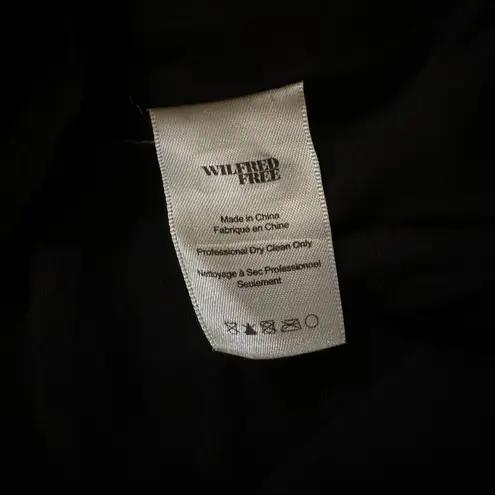 WILFRED
FREE
Made in China
Fabriqué en Chine
Professional Dry Clean Only
Nettoyage à Sec Professionnel
Seulement